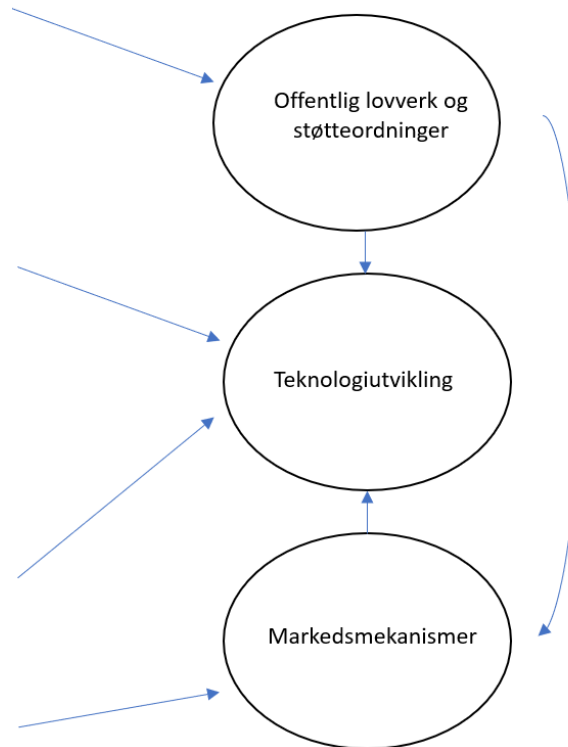 Offentlig lovverk og
støtteordninger
Teknologiutvikling
Markedsmekanismer